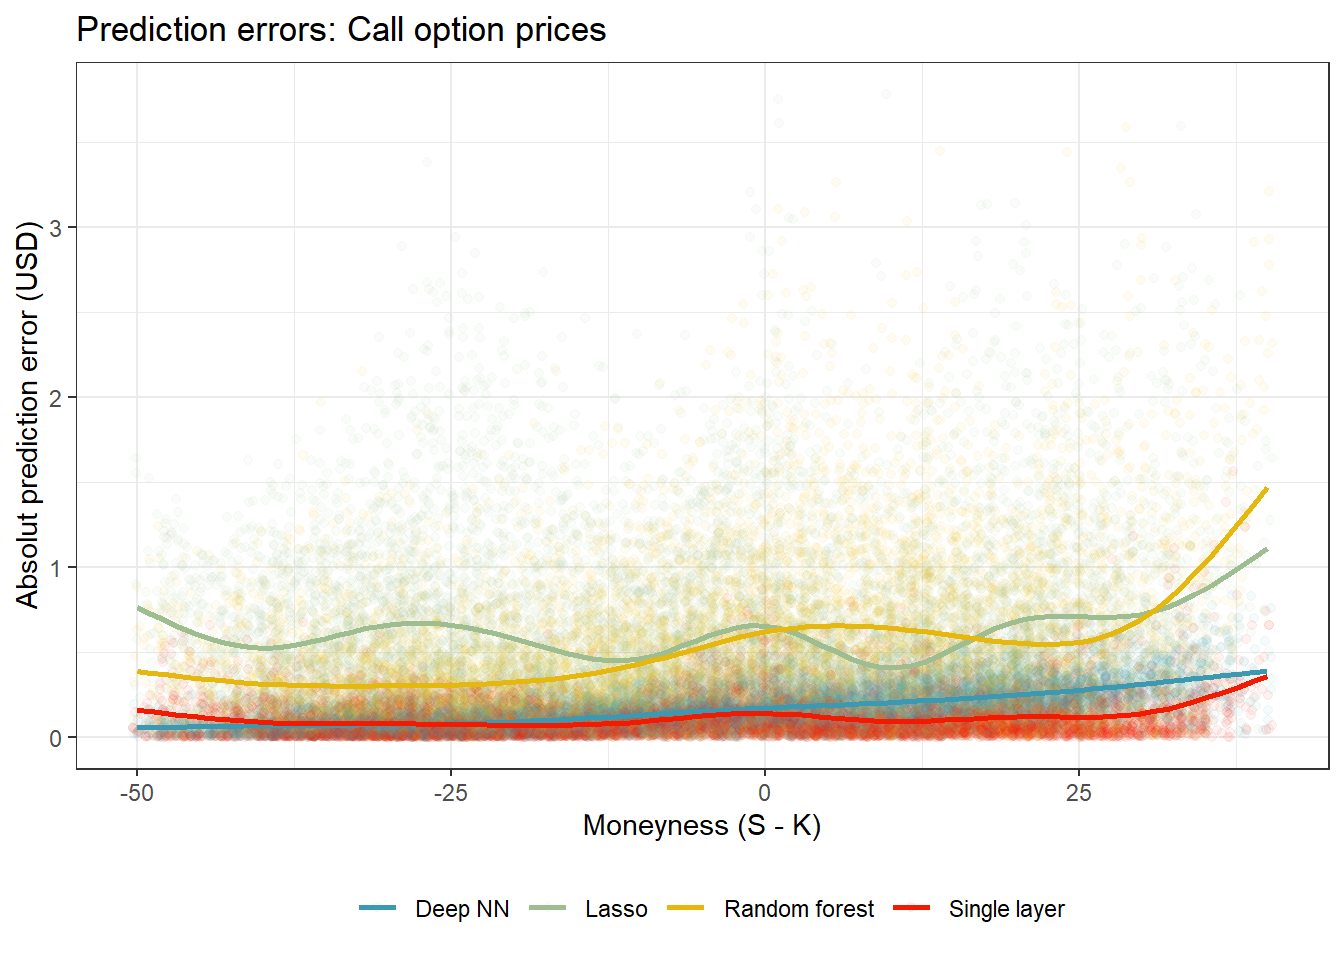 Prediction errors: Call option prices
Absolut prediction error (USD)
3
2
1
0
-50
-25
0
25
Moneyness (S - K)
Deep NN
Lasso
Random forest
Single layer